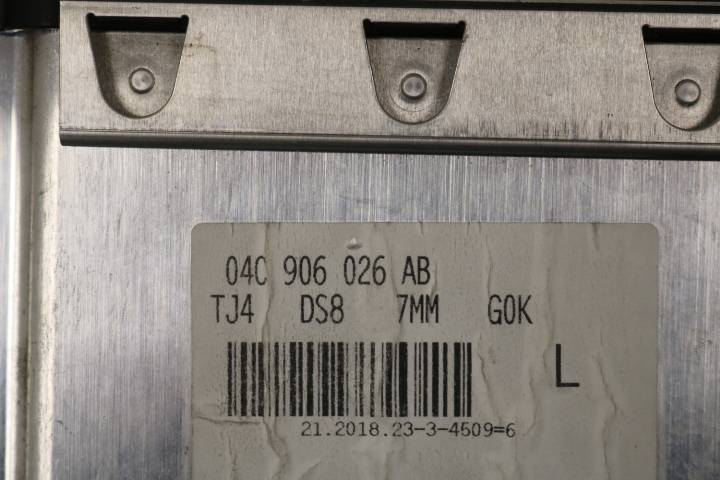 04C 906 026 AB
TJ4 DS8 7MM G0K
L
21.2018.23-3-4509=6